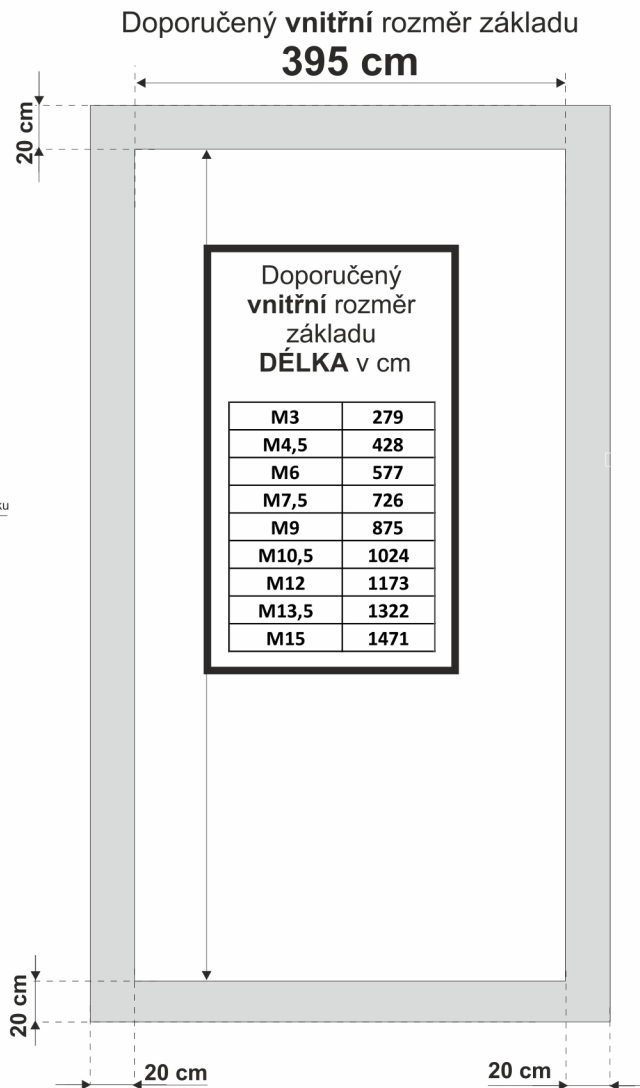 Doporučený vnitřní rozměr základu
395 cm
20 cm
Doporučený
vnitřní rozměr
základu
DÉLKA v cm
M3 279
M4,5 428
M6 577
M7,5 726
M9 875
M10,5 1024
M12 1173
M13,5 1322
M15 1471
20 cm
20 cm
20 cm